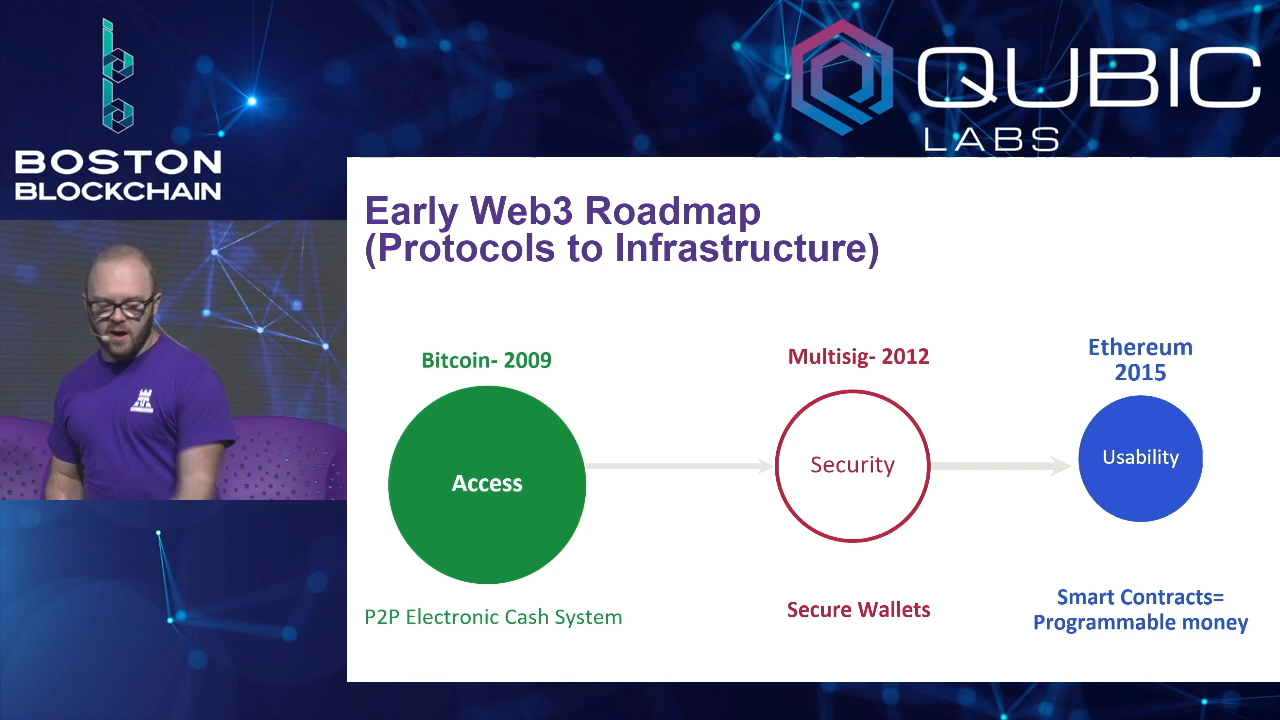 BOSTON
BLOCKCHAIN
QUBIC
LABS
Early Web3 Roadmap
(Protocols to Infrastructure)
Bitcoin- 2009
Multisig- 2012
Ethereum
2015
Access
Security
Usability
P2P Electronic Cash System
Secure Wallets
Smart Contracts=
Programmable money